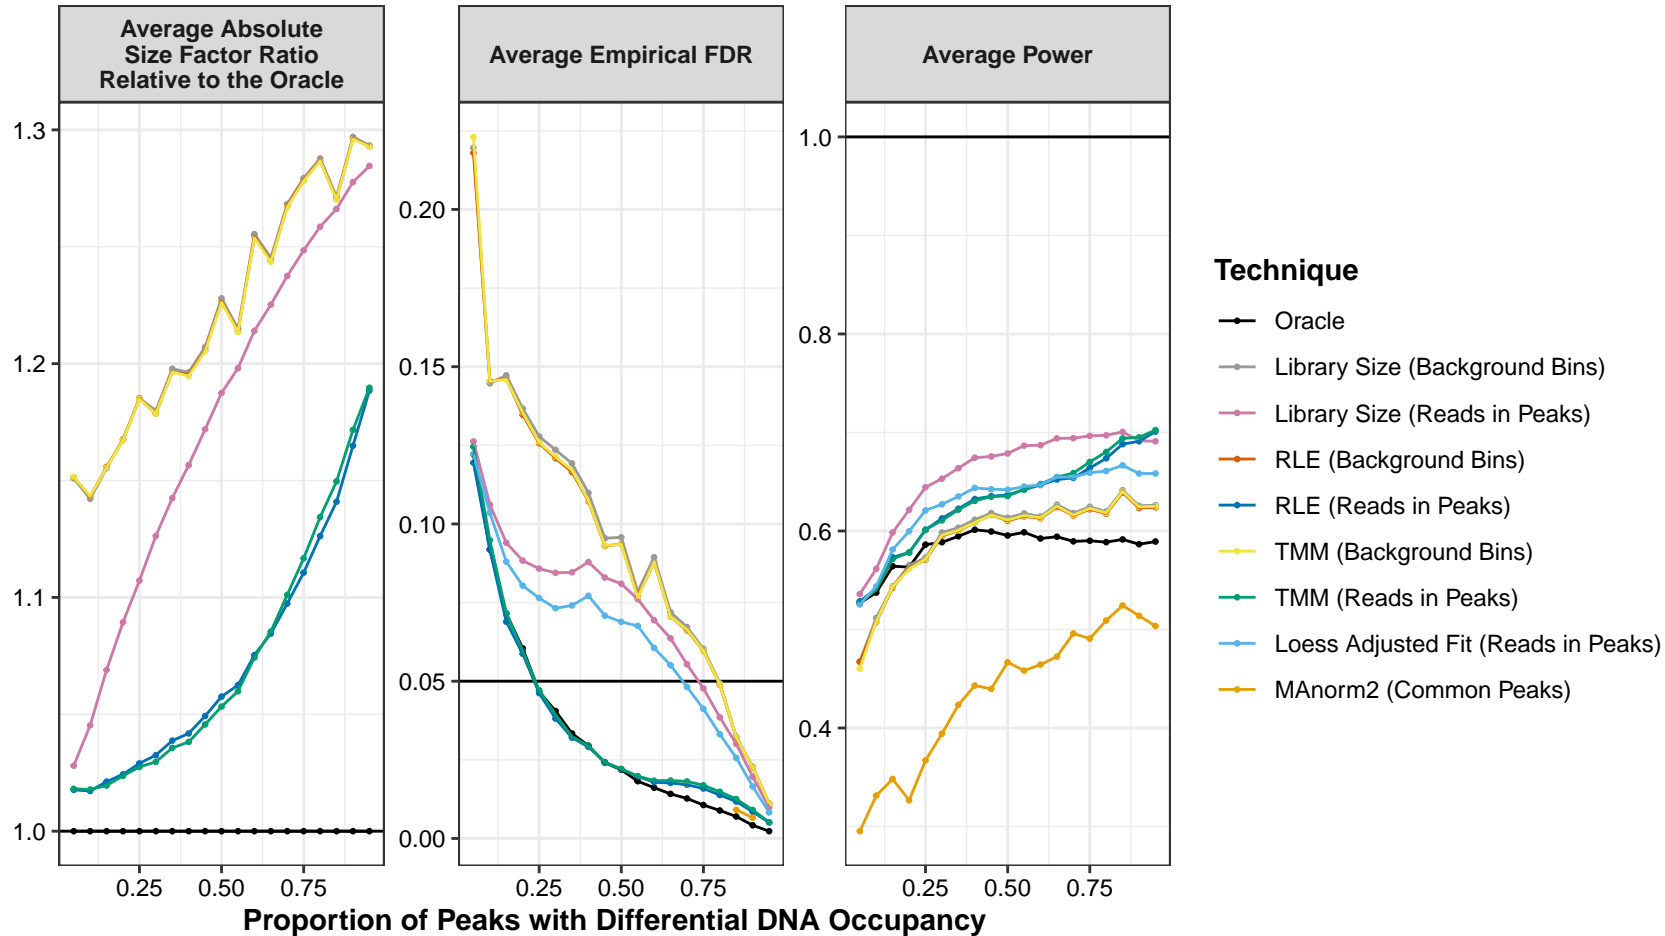 Average Absolute
Size Factor Ratio
Relative to the Oracle
Average Empirical FDR
Average Power
1.3
1.2
1.1
1.0
0.20
0.15
0.10
0.05
0.00
1.0
0.8
0.6
0.4
0.25 0.50 0.75
0.25 0.50 0.75
0.25 0.50 0.75
Proportion of Peaks with Differential DNA Occupancy
Technique
Oracle
Library Size (Background Bins)
Library Size (Reads in Peaks)
RLE (Background Bins)
RLE (Reads in Peaks)
TMM (Background Bins)
TMM (Reads in Peaks)
Loess Adjusted Fit (Reads in Peaks)
MAnorm2 (Common Peaks)